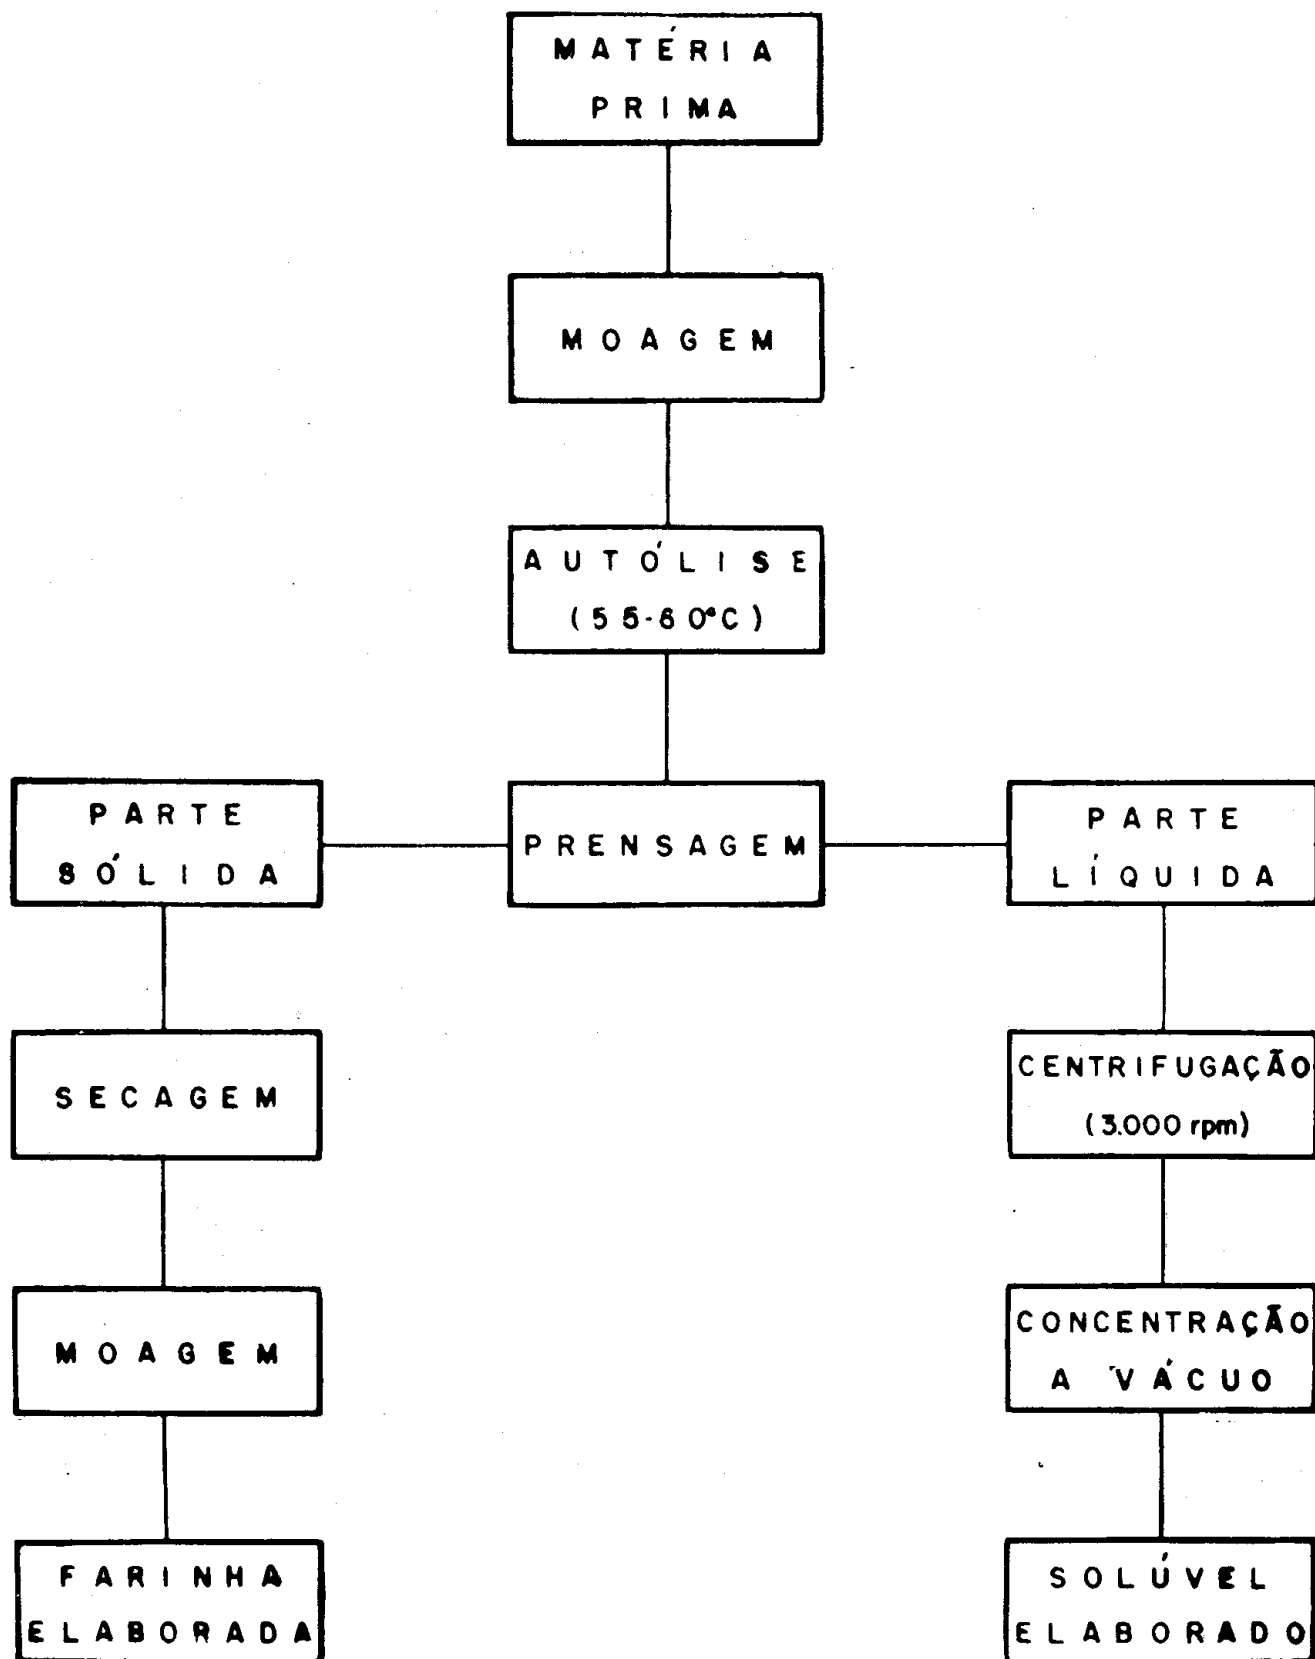 MATÉRIA
PRIMA
MOAGEM
AUTÓLISE
(55-60°C)
PARTE
SÓLIDA
PRENSAGEM
PARTE
LÍQUIDA
SECAGEM
CENTRIFUGAÇÃO
(3.000 rpm)
MOAGEM
CONCENTRAÇÃO
A VÁCUO
FARINHA
ELABORADA
SOLÚVEL
ELABORADO